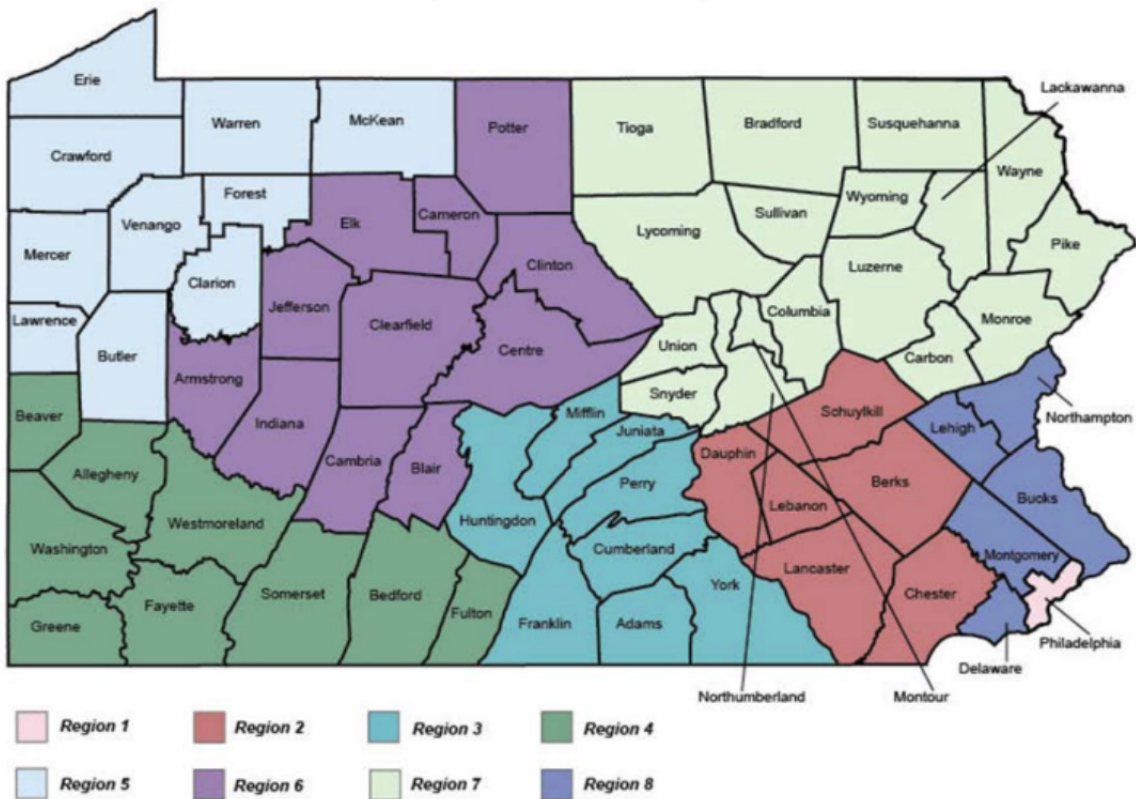 Erie
Lackawanna
Warren
McKean
Potter
Tioga
Bradford
Susquehanna
Crawford
Wayne
Forest
Venango
Elk
Cameron
Sullivan
Wyoming
Lycoming
Mercer
Pike
Clarion
Clinton
Luzerne
Jefferson
Columbia
Lawrence
Clearfield
Monroe
Union
Centre
Butler
Carbon
Armstrong
Snyder
Beaver
Mifflin
Schuylkill
Northampton
Indiana
Juniata
Lehigh
Dauphin
Cambria
Blair
Allegheny
Perry
Berks
Bucks
Lebanon
Huntingdon
Westmoreland
Cumberland
Washington
Montgomery
Lancaster
York
Chester
Somerset
Bedford
Fayette
Fulton
Greene
Franklin
Adams
Philadelphia
Delaware
Northumberland
Montour
Region 1
Region 2
Region 3
Region 4
Region 5
Region 6
Region 7
Region 8